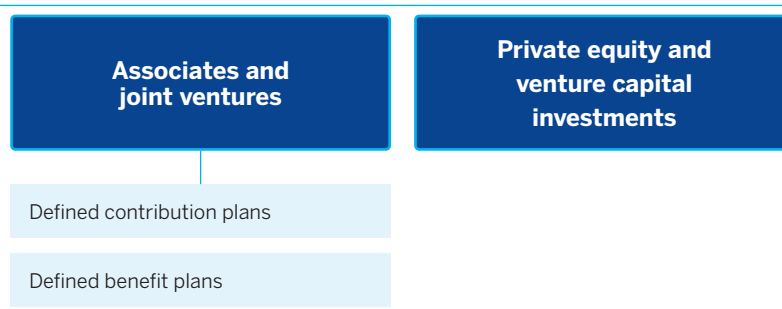 Associates and
joint ventures
Private equity and
venture capital
investments
Defined contribution plans
Defined benefit plans